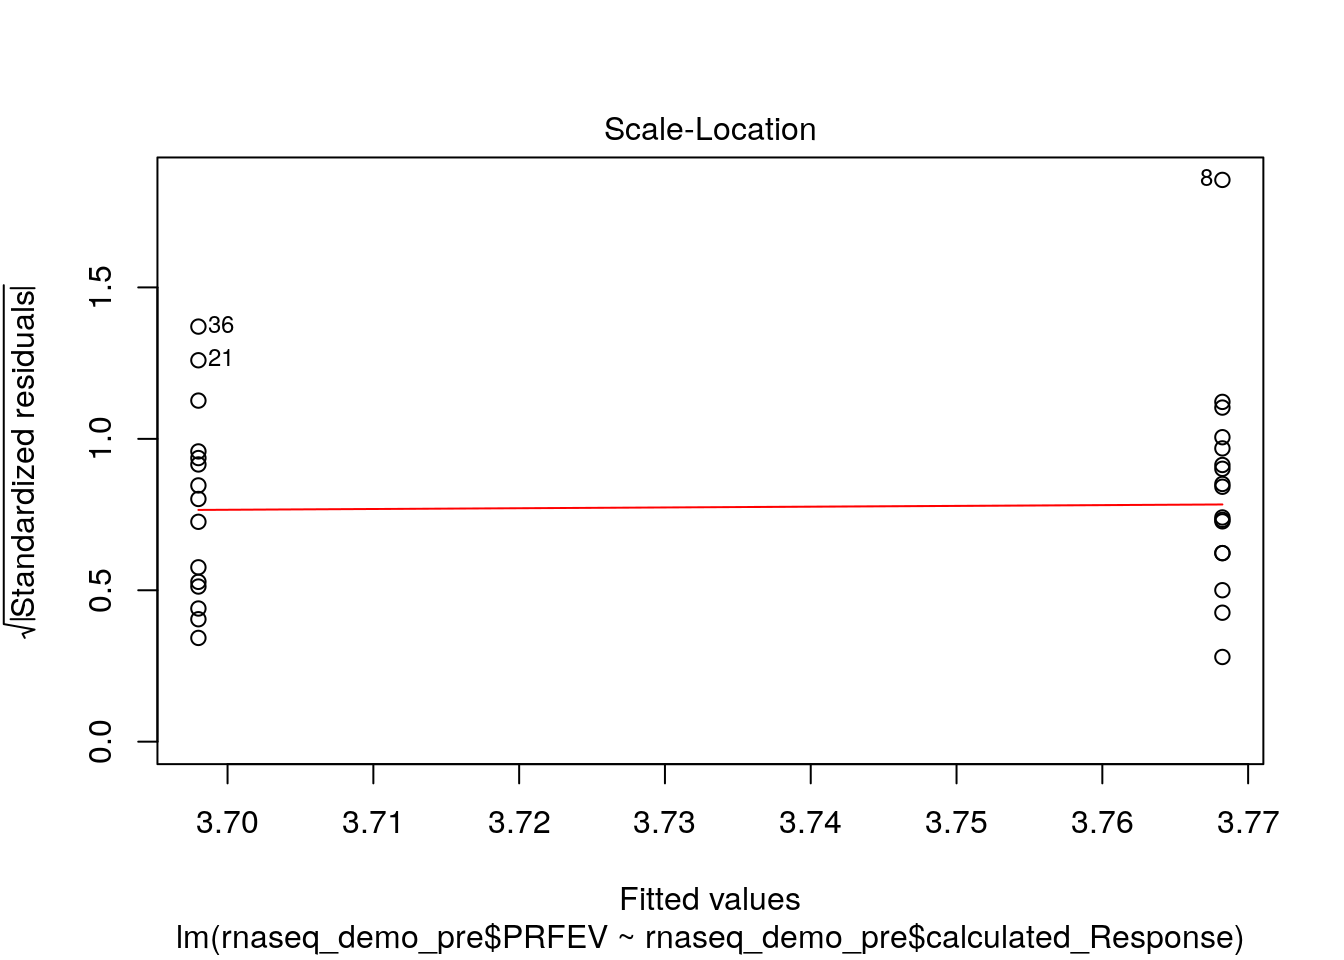 Scale-Location
√|Standardized residuals|
1.5
1.0
0.5
0.0
8
36
21
3.70 3.71 3.72 3.73 3.74 3.75 3.76 3.77
Fitted values
lm(rnaseq_demo_pre$PRFEV ~ rnaseq_demo_pre$calculated_Response)